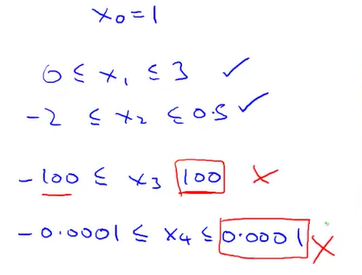 x₀ = 1
0 ≤ x₁ ≤ 3 ✓
-2 ≤ x₂ ≤ 0.5 ✓
-100 ≤ x₃ 100 ✗
-0.0001 ≤ x₄ ≤ 0.0001 ✗